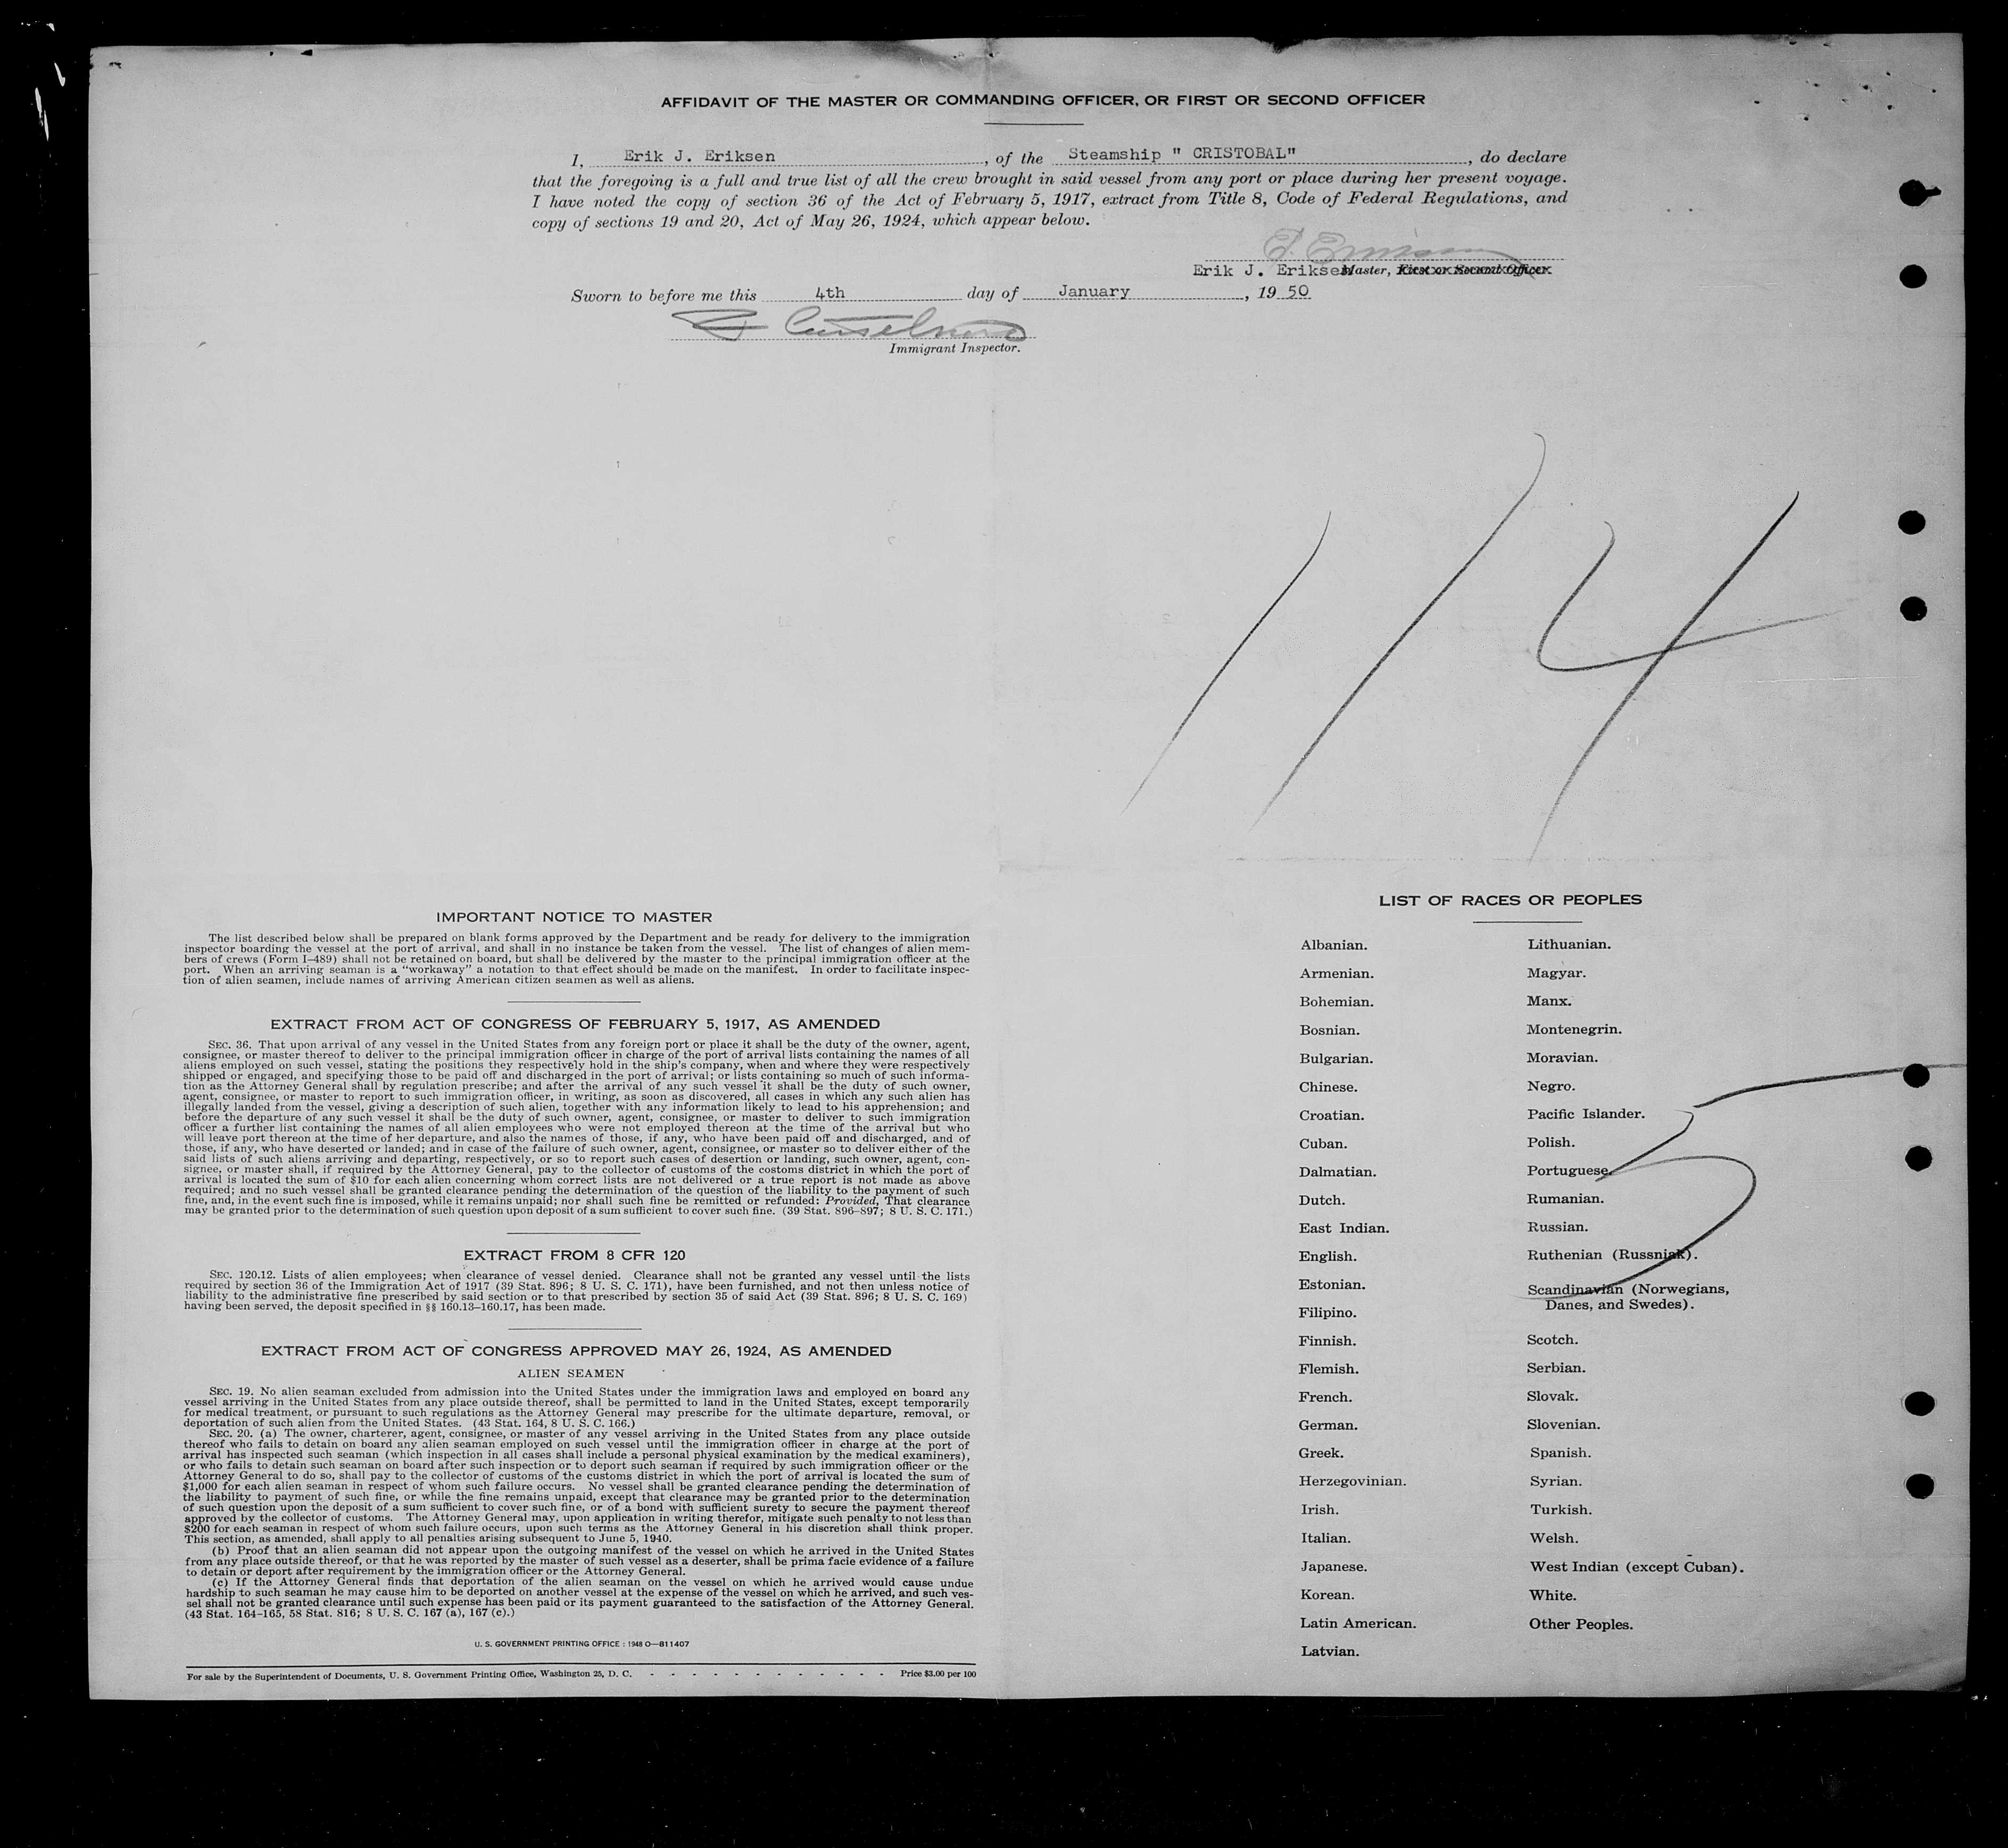 AFFIDAVIT OF THE MASTER OR COMMANDING OFFICER, OR FIRST OR SECOND OFFICER
I, Erik J. Eriksen, of the Steamship " CRISTOBAL", do declare
that the foregoing is a full and true list of all the crew brought in said vessel from any port or place during her present voyage.
I have noted the copy of section 36 of the Act of February 5, 1917, extract from Title 8, Code of Federal Regulations, and
copy of sections 19 and 20, Act of May 26, 1924, which appear below.
Erik J. Eriksen Master, First or Second Officer.
Sworn to before me this 4th day of January, 19 50
Immigrant Inspector.
114
IMPORTANT NOTICE TO MASTER
The list described below shall be prepared on blank forms approved by the Department and be ready for delivery to the immigration
inspector boarding the vessel at the port of arrival, and shall in no instance be taken from the vessel. The list of changes of alien mem-
bers of crews (Form I-489) shall not be retained on board, but shall be delivered by the master to the principal immigration officer at the
port. When an arriving seaman is a "workaway" a notation to that effect should be made on the manifest. In order to facilitate inspec-
tion of alien seamen, include names of arriving American citizen seamen as well as aliens.
EXTRACT FROM ACT OF CONGRESS OF FEBRUARY 5, 1917, AS AMENDED
SEC. 36. That upon arrival of any vessel in the United States from any foreign port or place it shall be the duty of the owner, agent,
consignee, or master thereof to deliver to the principal immigration officer in charge of the port of arrival lists containing the names of all
aliens employed on such vessel, stating the positions they respectively hold in the ship's company, when and where they were respectively
shipped or engaged, and specifying those to be paid off and discharged in the port of arrival; or lists containing so much of such informa-
tion as the Attorney General shall by regulation prescribe; and after the arrival of any such vessel it shall be the duty of such owner,
agent, consignee, or master to report to such immigration officer, in writing, as soon as discovered, all cases in which any such alien has
illegally landed from the vessel, giving a description of such alien, together with any information likely to lead to his apprehension; and
before the departure of any such vessel it shall be the duty of such owner, agent, consignee, or master to deliver to such immigration
officer a further list containing the names of all alien employees who were not employed thereon at the time of the arrival but who
will leave port thereon at the time of her departure, and also the names of those, if any, who have been paid off and discharged, and of
those, if any, who have deserted or landed; and in case of the failure of such owner, agent, consignee, or master so to deliver either of the
said lists of such aliens arriving and departing, respectively, or so to report such cases of desertion or landing, such owner, agent, con-
signee, or master shall, if required by the Attorney General, pay to the collector of customs of the costoms district in which the port of
arrival is located the sum of $10 for each alien concerning whom correct lists are not delivered or a true report is not made as above
required; and no such vessel shall be granted clearance pending the determination of the question of the liability to the payment of such
fine, and, in the event such fine is imposed, while it remains unpaid; nor shall such fine be remitted or refunded: Provided, That clearance
may be granted prior to the determination of such question upon deposit of a sum sufficient to cover such fine. (39 Stat. 896-897; 8 U. S. C. 171.)
EXTRACT FROM 8 CFR 120
SEC. 120.12. Lists of alien employees; when clearance of vessel denied. Clearance shall not be granted any vessel until the lists
required by section 36 of the Immigration Act of 1917 (39 Stat. 896; 8 U. S. C. 171), have been furnished, and not then unless notice of
liability to the administrative fine prescribed by said section or to that prescribed by section 35 of said Act (39 Stat. 896; 8 U. S. C. 169)
having been served, the deposit specified in §§ 160.13-160.17, has been made.
EXTRACT FROM ACT OF CONGRESS APPROVED MAY 26, 1924, AS AMENDED
ALIEN SEAMEN
SEC. 19. No alien seaman excluded from admission into the United States under the immigration laws and employed on board any
vessel arriving in the United States from any place outside thereof, shall be permitted to land in the United States, except temporarily
for medical treatment, or pursuant to such regulations as the Attorney General may prescribe for the ultimate departure, removal, or
deportation of such alien from the United States. (43 Stat. 164, 8 U. S. C. 166.)
SEC. 20. (a) The owner, charterer, agent, consignee, or master of any vessel arriving in the United States from any place outside
thereof who fails to detain on board any alien seaman employed on such vessel until the immigration officer in charge at the port of
arrival has inspected such seaman (which inspection in all cases shall include a personal physical examination by the medical examiners),
or who fails to detain such seaman on board after such inspection or to deport such seaman if required by such immigration officer or the
Attorney General to do so, shall pay to the collector of customs of the customs district in which the port of arrival is located the sum of
$1,000 for each alien seaman in respect of whom such failure occurs. No vessel shall be granted clearance pending the determination of
the liability to payment of such fine, or while the fine remains unpaid, except that clearance may be granted prior to the determination
of such question upon the deposit of a sum sufficient to cover such fine, or of a bond with sufficient surety to secure the payment thereof
approved by the collector of customs. The Attorney General may, upon application in writing therefor, mitigate such penalty to not less than
$200 for each seaman in respect of whom such failure occurs, upon such terms as the Attorney General in his discretion shall think proper.
This section, as amended, shall apply to all penalties arising subsequent to June 5, 1940.
(b) Proof that an alien seaman did not appear upon the outgoing manifest of the vessel on which he arrived in the United States
from any place outside thereof, or that he was reported by the master of such vessel as a deserter, shall be prima facie evidence of a failure
to detain or deport after requirement by the immigration officer or the Attorney General.
(c) If the Attorney General finds that deportation of the alien seaman on the vessel on which he arrived would cause undue
hardship to such seaman he may cause him to be deported on another vessel at the expense of the vessel on which he arrived, and such ves-
sel shall not be granted clearance until such expense has been paid or its payment guaranteed to the satisfaction of the Attorney General.
(43 Stat. 164-165, 58 Stat. 816; 8 U. S. C. 167 (a), 167 (c).)
U. S. GOVERNMENT PRINTING OFFICE : 1948 O—811407
For sale by the Superintendent of Documents, U. S. Government Printing Office, Washington 25, D. C. - - - - - - - - - - - - Price $3.00 per 100
LIST OF RACES OR PEOPLES
Albanian.
Armenian.
Bohemian.
Bosnian.
Bulgarian.
Chinese.
Croatian.
Cuban.
Dalmatian.
Dutch.
East Indian.
English.
Estonian.
Filipino.
Finnish.
Flemish.
French.
German.
Greek.
Herzegovinian.
Irish.
Italian.
Japanese.
Korean.
Latin American.
Latvian.
Lithuanian.
Magyar.
Manx.
Montenegrin.
Moravian.
Negro.
Pacific Islander.
Polish.
Portuguese.
Rumanian.
Russian.
Ruthenian (Russniak).
Scandinavian (Norwegians,
Danes, and Swedes).
Scotch.
Serbian.
Slovak.
Slovenian.
Spanish.
Syrian.
Turkish.
Welsh.
West Indian (except Cuban).
White.
Other Peoples.
5